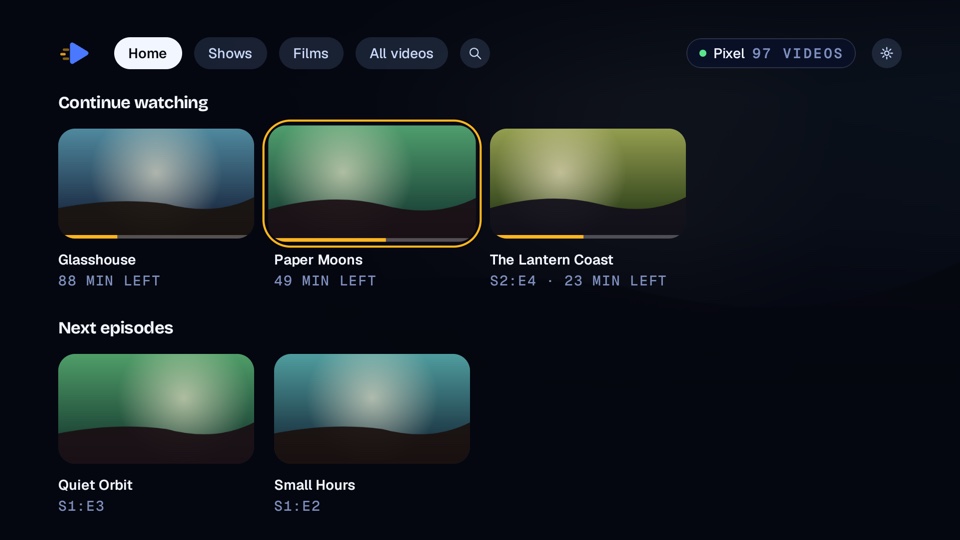 Home
Shows
Films
All videos
Pixel 97 VIDEOS
Continue watching
Glasshouse
88 MIN LEFT
Paper Moons
49 MIN LEFT
The Lantern Coast
S2:E4 · 23 MIN LEFT
Next episodes
Quiet Orbit
S1:E3
Small Hours
S1:E2